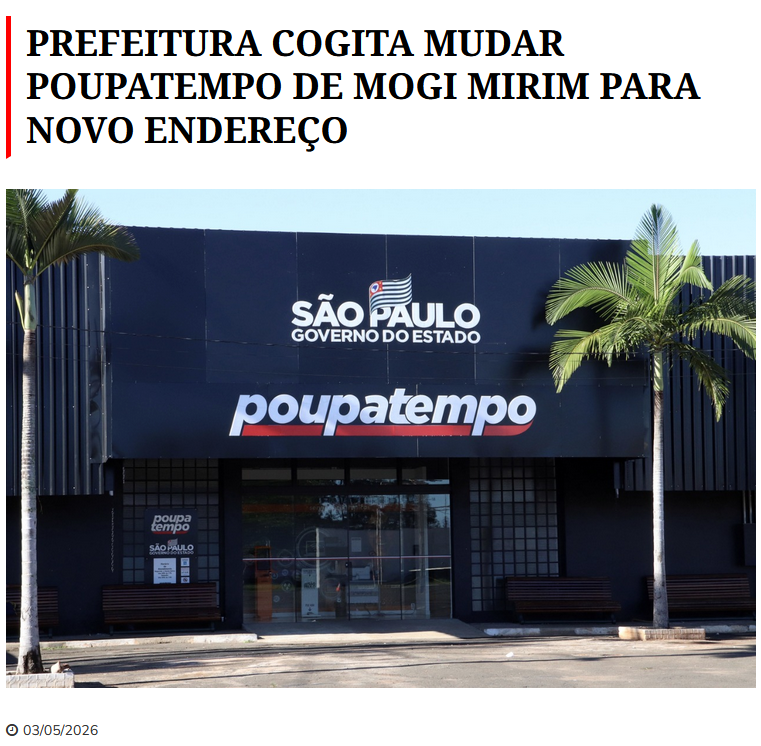 PREFEITURA COGITA MUDAR
POUPATEMPO DE MOGI MIRIM PARA
NOVO ENDEREÇO
SÃO PAULO
GOVERNO DO ESTADO
poupatempo
poupa
tempo
SÃO PAULO
GOVERNO DO ESTADO
03/05/2026